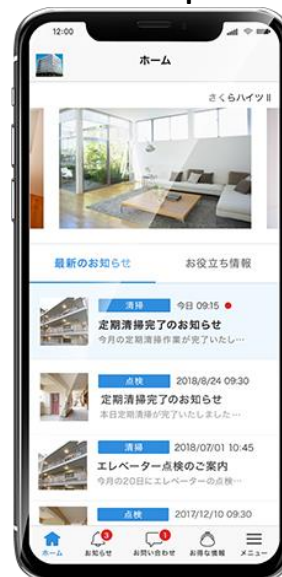 12:00
ホーム
さくらハイツⅡ
最新のお知らせ
お役立ち情報
清掃 今日 09:15
定期清掃完了のお知らせ
今月の定期清掃作業が完了いたし…
点検 2018/8/24 09:30
定期清掃完了のお知らせ
本日定期清掃が完了いたしました…
清掃 2018/07/01 10:45
エレベーター点検のご案内
今月の20日にエレベーターの点検…
点検 2017/12/10 09:30
3
1
ホーム
お知らせ
お問い合わせ
お得な情報
メニュー